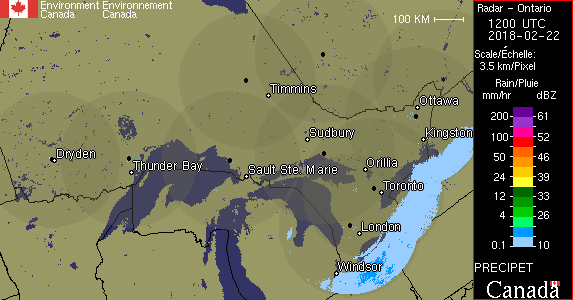 Environment Environnement
Canada Canada
100 KM
Timmins
Ottawa
Sudbury
Kingston
Dryden
Thunder Bay
Sault Ste. Marie
Orillia
Toronto
London
Windsor
Radar - Ontario
1200 UTC
2018-02-22
Scale/Échelle:
3.5 km/Pixel
Rain/Pluie
mm/hr dBZ
200 61
100 52
50 46
24 39
12 33
4 26
1 20
0.1 10
PRECIPET
Canada